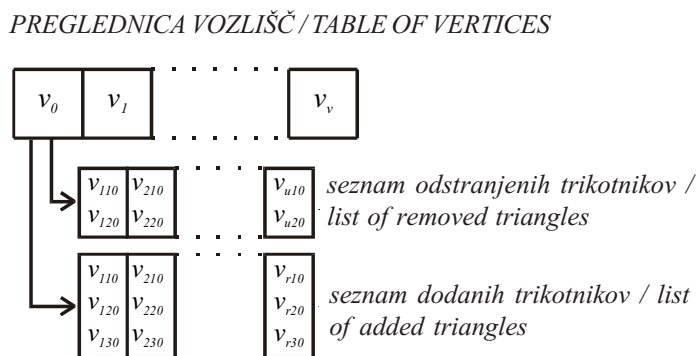 PREGLEDNICA VOZLIŠČ / TABLE OF VERTICES
v0 v1 . . . . . . vv
v110 v210 . . . . vu10 seznam odstranjenih trikotnikov /
v120 v220 . . . . vu20 list of removed triangles
v110 v210 . . . . vr10
v120 v220 vr20 seznam dodanih trikotnikov / list
v130 v230 vr30 of added triangles